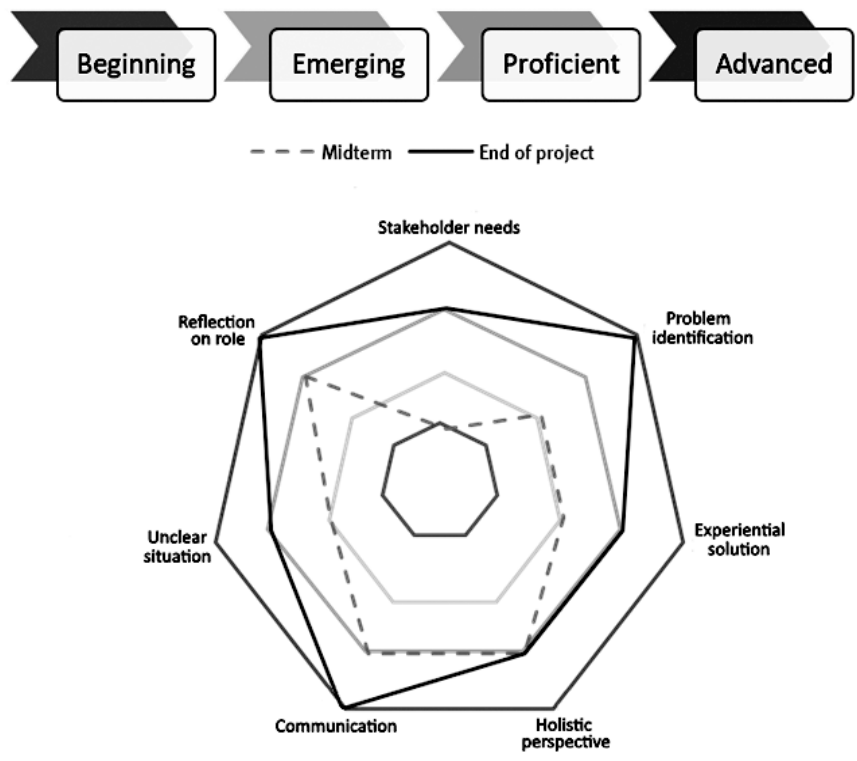 Beginning
Emerging
Proficient
Advanced
Midterm
End of project
Stakeholder needs
Reflection
on role
Problem
identification
Unclear
situation
Experiential
solution
Communication
Holistic
perspective